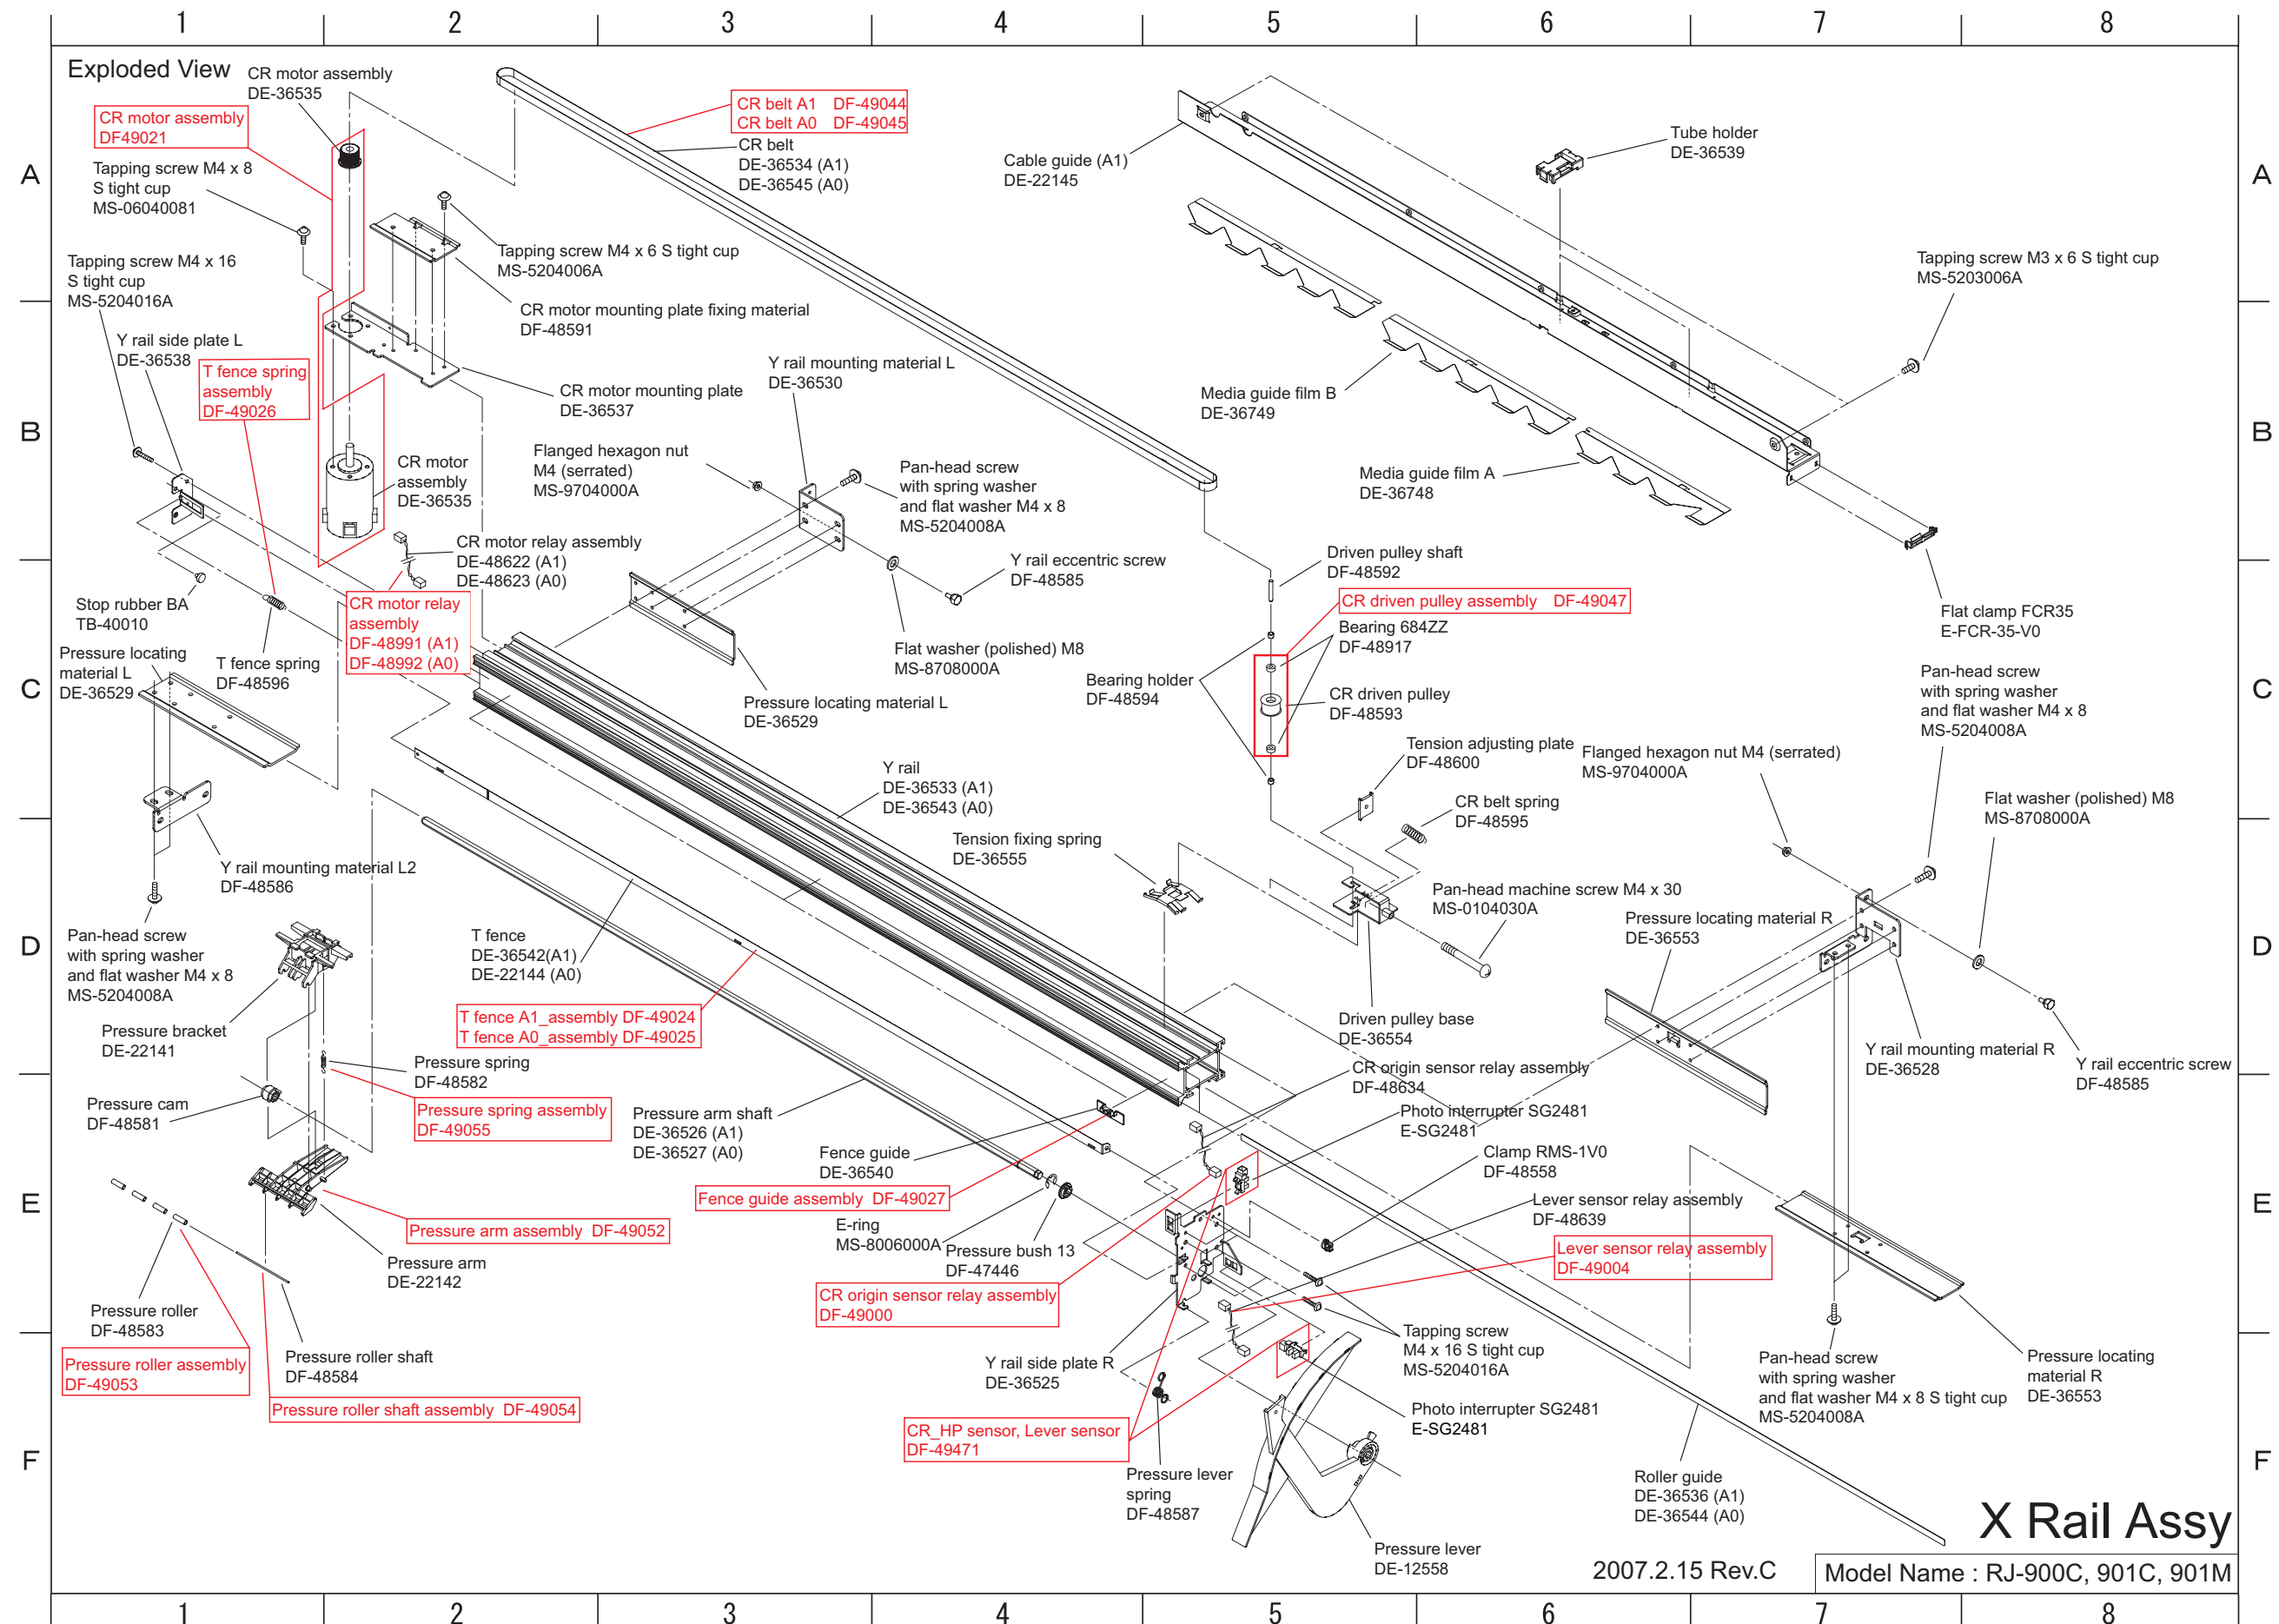 1 2 3 4 5 6 7 8
A
B
C
D
E
F
Exploded View
CR motor assembly
DE-36535
CR motor assembly
DF49021
Tapping screw M4 x 8
S tight cup
MS-06040081
Tapping screw M4 x 16
S tight cup
MS-5204016A
Y rail side plate L
DE-36538
T fence spring
assembly
DF-49026
CR belt A1 DF-49044
CR belt A0 DF-49045
CR belt
DE-36534 (A1)
DE-36545 (A0)
Tapping screw M4 x 6 S tight cup
MS-5204006A
CR motor mounting plate fixing material
DF-48591
CR motor mounting plate
DE-36537
Y rail mounting material L
DE-36530
Flanged hexagon nut
M4 (serrated)
MS-9704000A
Pan-head screw
with spring washer
and flat washer M4 x 8
MS-5204008A
CR motor
assembly
DE-36535
CR motor relay assembly
DE-48622 (A1)
DE-48623 (A0)
CR motor relay
assembly
DF-48991 (A1)
DF-48992 (A0)
Y rail eccentric screw
DF-48585
Flat washer (polished) M8
MS-8708000A
Pressure locating material L
DE-36529
Stop rubber BA
TB-40010
Pressure locating
material L
DE-36529
T fence spring
DF-48596
Cable guide (A1)
DE-22145
Tube holder
DE-36539
Tapping screw M3 x 6 S tight cup
MS-5203006A
Media guide film B
DE-36749
Media guide film A
DE-36748
Flat clamp FCR35
E-FCR-35-V0
Driven pulley shaft
DF-48592
CR driven pulley assembly DF-49047
Bearing 684ZZ
DF-48917
Bearing holder
DF-48594
CR driven pulley
DF-48593
Tension adjusting plate
DF-48600
CR belt spring
DF-48595
Flanged hexagon nut M4 (serrated)
MS-9704000A
Pan-head screw
with spring washer
and flat washer M4 x 8
MS-5204008A
Flat washer (polished) M8
MS-8708000A
Y rail
DE-36533 (A1)
DE-36543 (A0)
Tension fixing spring
DE-36555
Pan-head machine screw M4 x 30
MS-0104030A
Pressure locating material R
DE-36553
Y rail mounting material L2
DF-48586
Pan-head screw
with spring washer
and flat washer M4 x 8
MS-5204008A
T fence
DE-36542(A1)
DE-22144 (A0)
T fence A1_assembly DF-49024
T fence A0_assembly DF-49025
Driven pulley base
DE-36554
Y rail mounting material R
DE-36528
Y rail eccentric screw
DF-48585
Pressure bracket
DE-22141
Pressure spring
DF-48582
Pressure spring assembly
DF-49055
Pressure cam
DF-48581
Pressure arm shaft
DE-36526 (A1)
DE-36527 (A0)
CR origin sensor relay assembly
DF-48634
Photo interrupter SG2481
E-SG2481
Clamp RMS-1V0
DF-48558
Fence guide
DE-36540
Fence guide assembly DF-49027
E-ring
MS-8006000A
Pressure bush 13
DF-47446
Lever sensor relay assembly
DF-48639
Lever sensor relay assembly
DF-49004
Pressure arm assembly DF-49052
Pressure arm
DE-22142
CR origin sensor relay assembly
DF-49000
Pressure roller
DF-48583
Pressure roller assembly
DF-49053
Pressure roller shaft
DF-48584
Pressure roller shaft assembly DF-49054
Y rail side plate R
DE-36525
Tapping screw
M4 x 16 S tight cup
MS-5204016A
CR_HP sensor, Lever sensor
DF-49471
Photo interrupter SG2481
E-SG2481
Pressure lever
spring
DF-48587
Pressure lever
DE-12558
Pan-head screw
with spring washer
and flat washer M4 x 8 S tight cup
MS-5204008A
Pressure locating
material R
DE-36553
Roller guide
DE-36536 (A1)
DE-36544 (A0)
X Rail Assy
2007.2.15 Rev.C
Model Name : RJ-900C, 901C, 901M
A
B
C
D
E
F
1 2 3 4 5 6 7 8